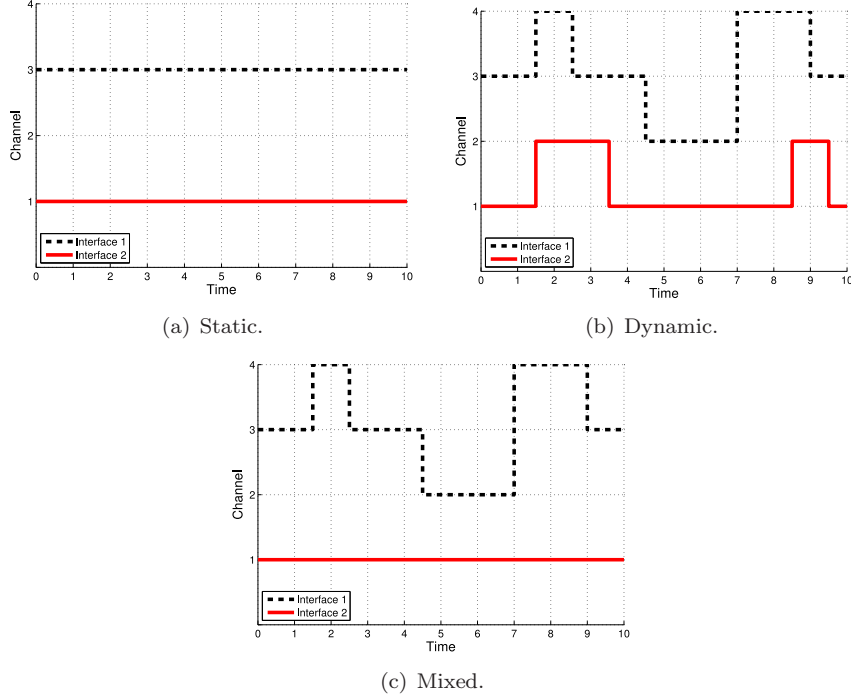 4
3
Channel
2
1
Interface 1
Interface 2
0 1 2 3 4 5 6 7 8 9 10
Time
(a) Static.
4
3
Channel
2
1
Interface 1
Interface 2
0 1 2 3 4 5 6 7 8 9 10
Time
(b) Dynamic.
4
3
Channel
2
1
Interface 1
Interface 2
0 1 2 3 4 5 6 7 8 9 10
Time
(c) Mixed.